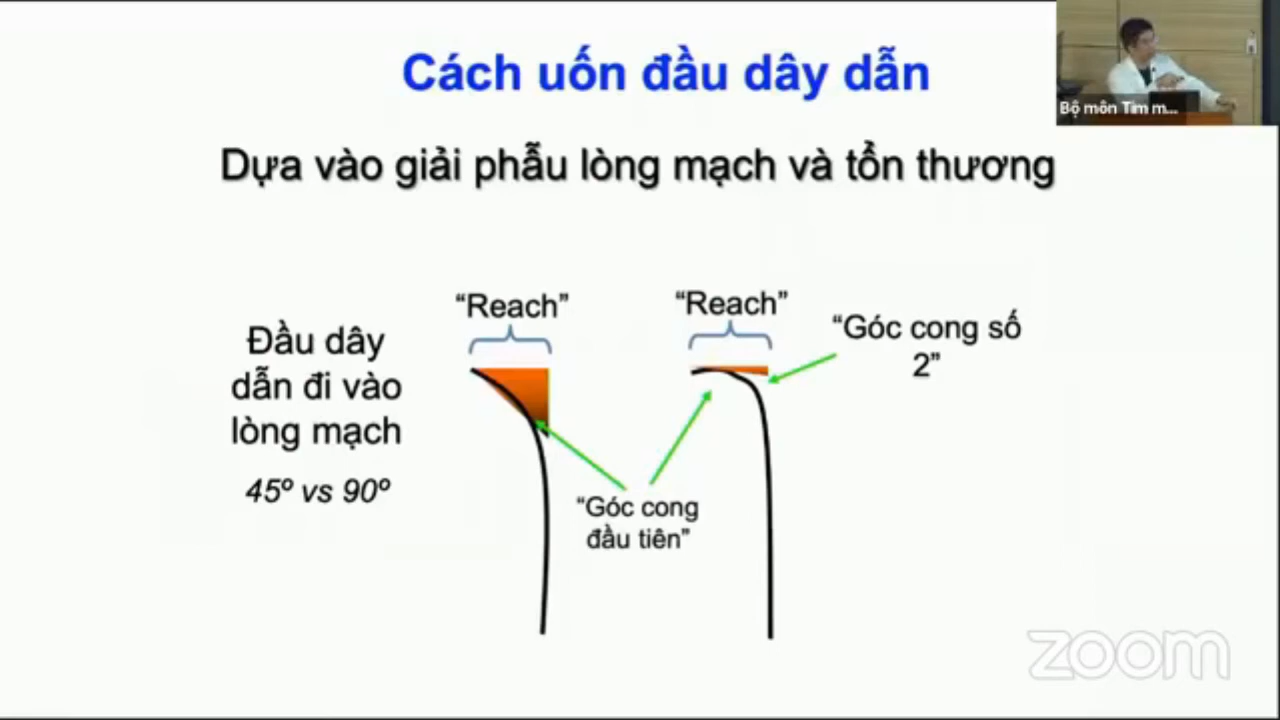 Cách uốn đầu dây dẫn
Bộ môn Tim m...
Dựa vào giải phẫu lòng mạch và tổn thương
“Reach”
“Reach”
“Góc cong số
2”
Đầu dây
dẫn đi vào
lòng mạch
45º vs 90º
“Góc cong
đầu tiên”
zoom